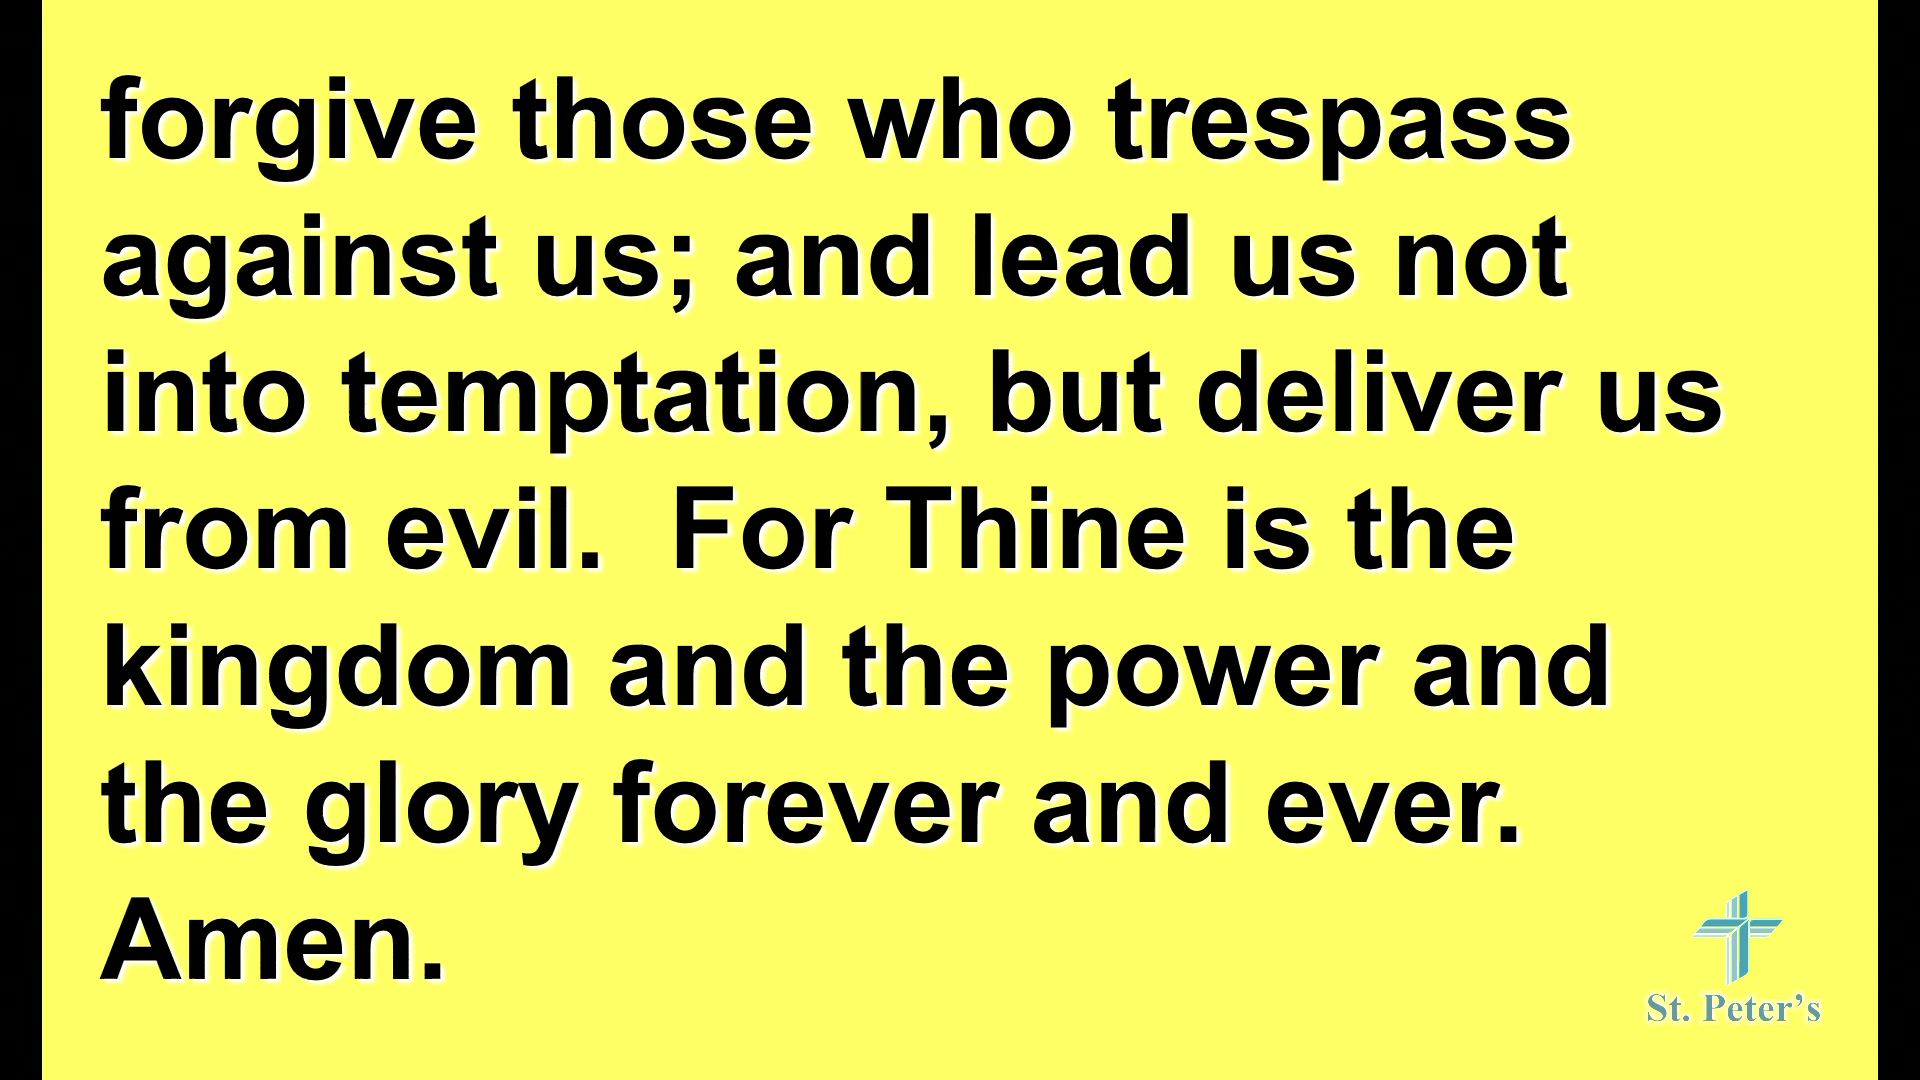 forgive those who trespass
against us; and lead us not
into temptation, but deliver us
from evil.  For Thine is the
kingdom and the power and
the glory forever and ever.
Amen.
St. Peter’s